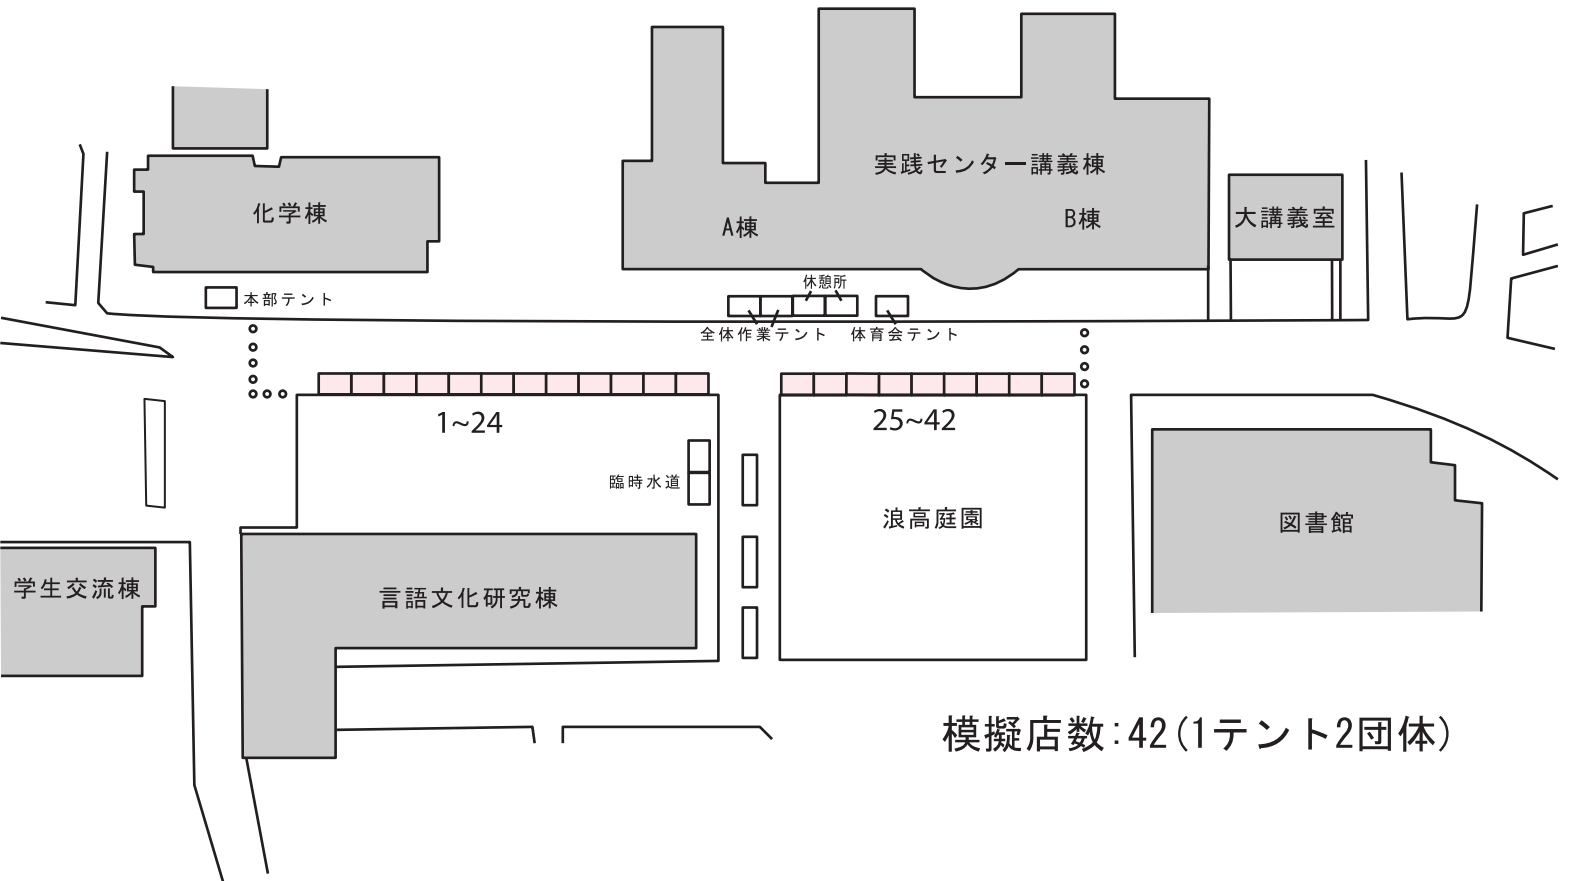 実践センター講義棟
化学棟
A棟
B棟
大講義室
休憩所
本部テント
全体作業テント
体育会テント
1~24
25~42
臨時水道
浪高庭園
図書館
学生交流棟
言語文化研究棟
模擬店数:42(1テント2団体)